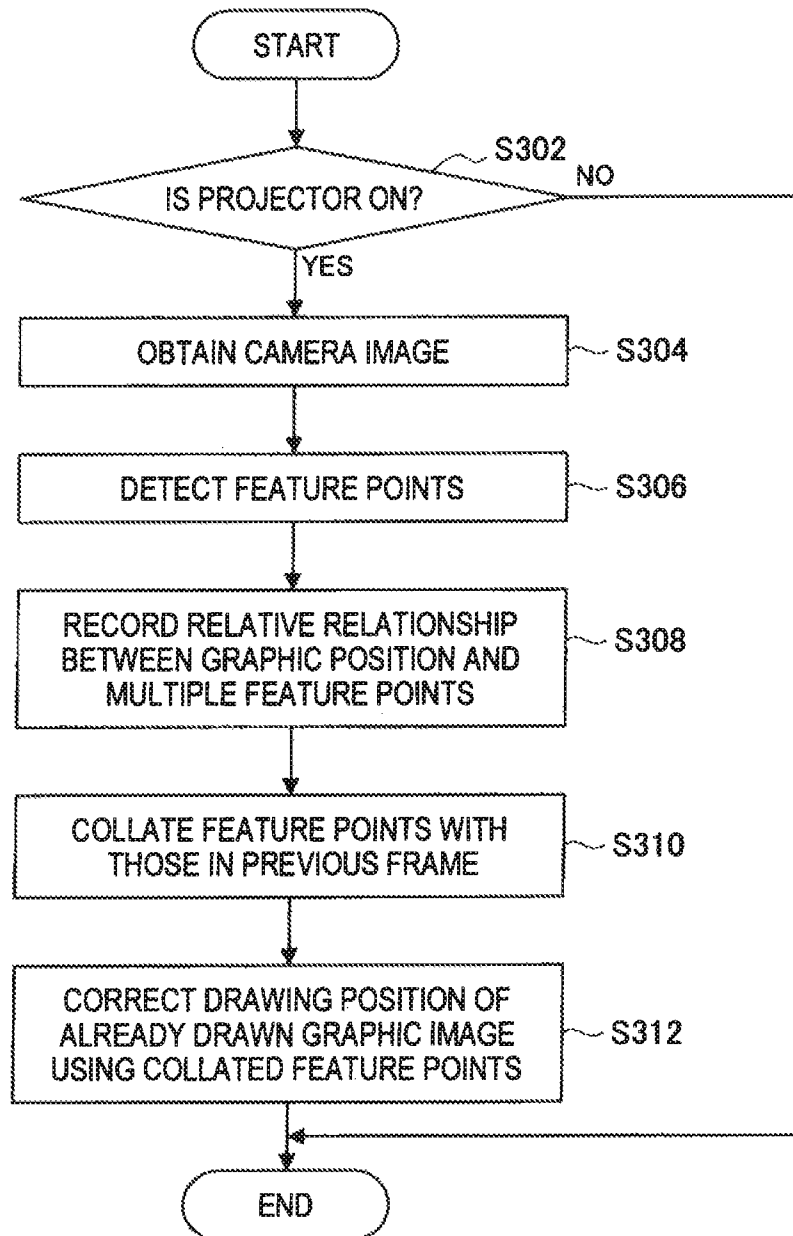 START
S302
IS PROJECTOR ON?
NO
YES
OBTAIN CAMERA IMAGE
S304
DETECT FEATURE POINTS
S306
RECORD RELATIVE RELATIONSHIP
BETWEEN GRAPHIC POSITION AND
MULTIPLE FEATURE POINTS
S308
COLLATE FEATURE POINTS WITH
THOSE IN PREVIOUS FRAME
S310
CORRECT DRAWING POSITION OF
ALREADY DRAWN GRAPHIC IMAGE
USING COLLATED FEATURE POINTS
S312
END